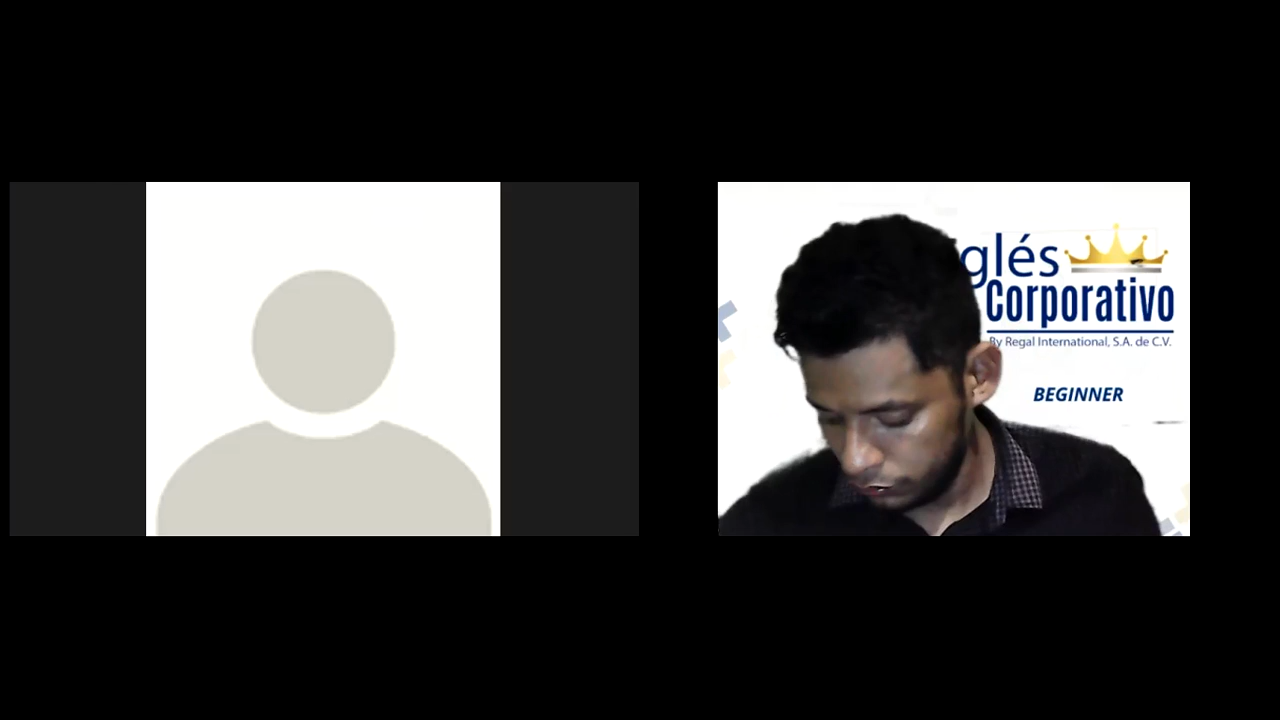 glés
Corporativo
By Regal International, S.A. de C.V.
BEGINNER